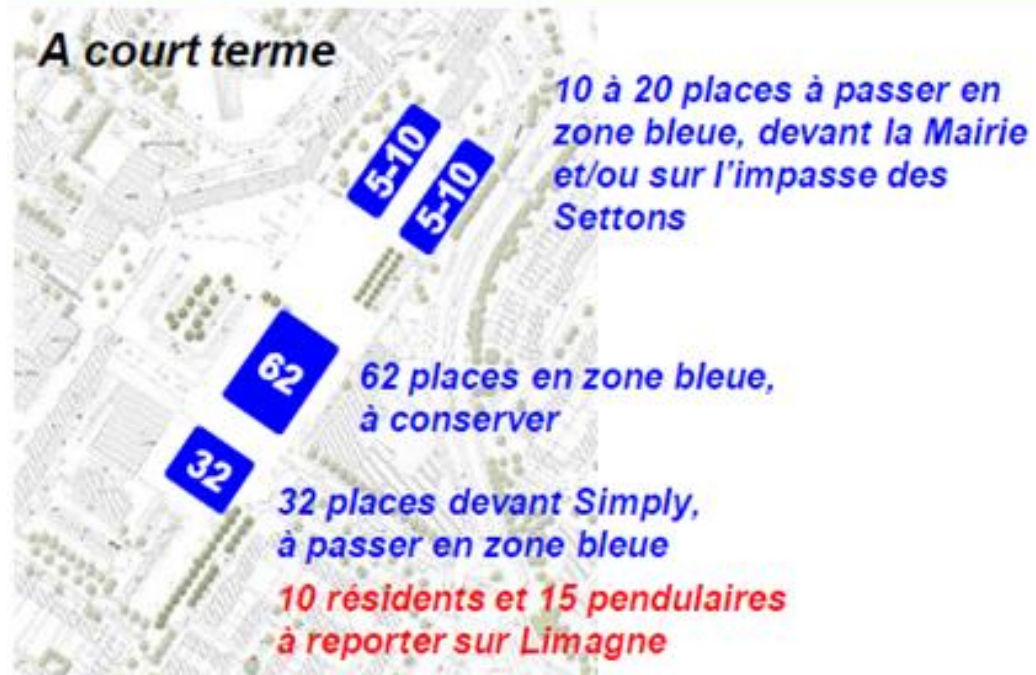 A court terme
10 à 20 places à passer en
zone bleue, devant la Mairie
et/ou sur l'impasse des
Settons
5-10
5-10
62
62 places en zone bleue,
à conserver
32
32 places devant Simply,
à passer en zone bleue
10 résidents et 15 pendulaires
à reporter sur Limagne